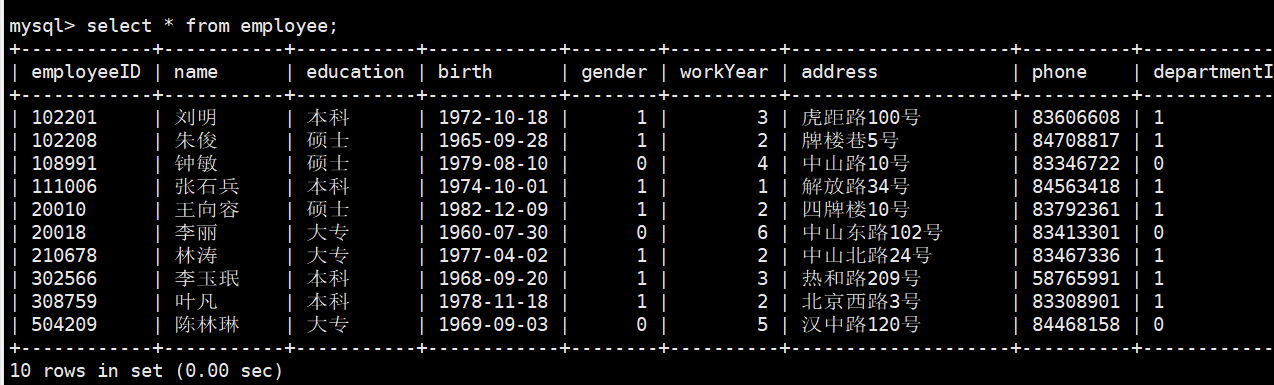 mysql> select * from employee;
+------------+-----------+-----------+------------+--------+----------+--------------------+----------+------------
| employeeID | name      | education | birth      | gender | workYear | address            | phone    | departmentI
+------------+-----------+-----------+------------+--------+----------+--------------------+----------+------------
| 102201     | 刘明      | 本科      | 1972-10-18 |      1 |        3 | 虎距路100号        | 83606608 | 1
| 102208     | 朱俊      | 硕士      | 1965-09-28 |      1 |        2 | 牌楼巷5号          | 84708817 | 1
| 108991     | 钟敏      | 硕士      | 1979-08-10 |      0 |        4 | 中山路10号         | 83346722 | 0
| 111006     | 张石兵    | 本科      | 1974-10-01 |      1 |        1 | 解放路34号         | 84563418 | 1
| 20010      | 王向容    | 硕士      | 1982-12-09 |      1 |        2 | 四牌楼10号         | 83792361 | 1
| 20018      | 李丽      | 大专      | 1960-07-30 |      0 |        6 | 中山东路102号      | 83413301 | 0
| 210678     | 林涛      | 大专      | 1977-04-02 |      1 |        2 | 中山北路24号       | 83467336 | 1
| 302566     | 李玉珉    | 本科      | 1968-09-20 |      1 |        3 | 热和路209号        | 58765991 | 1
| 308759     | 叶凡      | 本科      | 1978-11-18 |      1 |        2 | 北京西路3号        | 83308901 | 1
| 504209     | 陈林琳    | 大专      | 1969-09-03 |      0 |        5 | 汉中路120号        | 84468158 | 0
+------------+-----------+-----------+------------+--------+----------+--------------------+----------+------------
10 rows in set (0.00 sec)